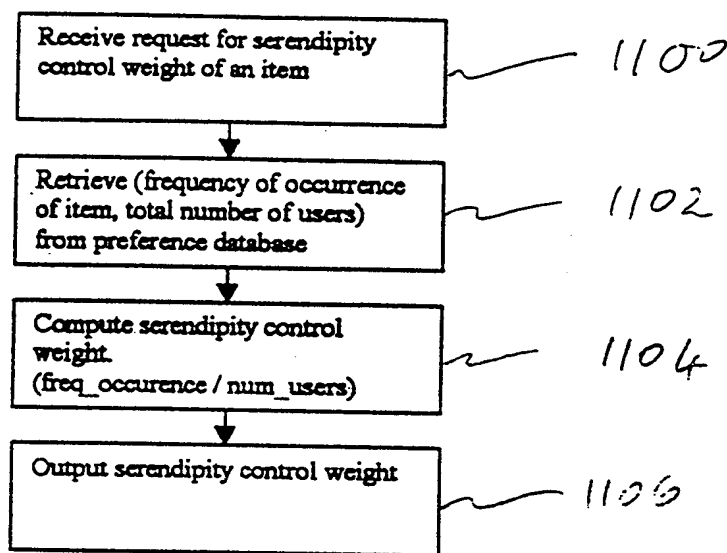 Receive request for serendipity
control weight of an item
1100
Retrieve (frequency of occurrence
of item, total number of users)
from preference database
1102
Compute serendipity control
weight.
(freq_occurence / num_users)
1104
Output serendipity control weight
1106